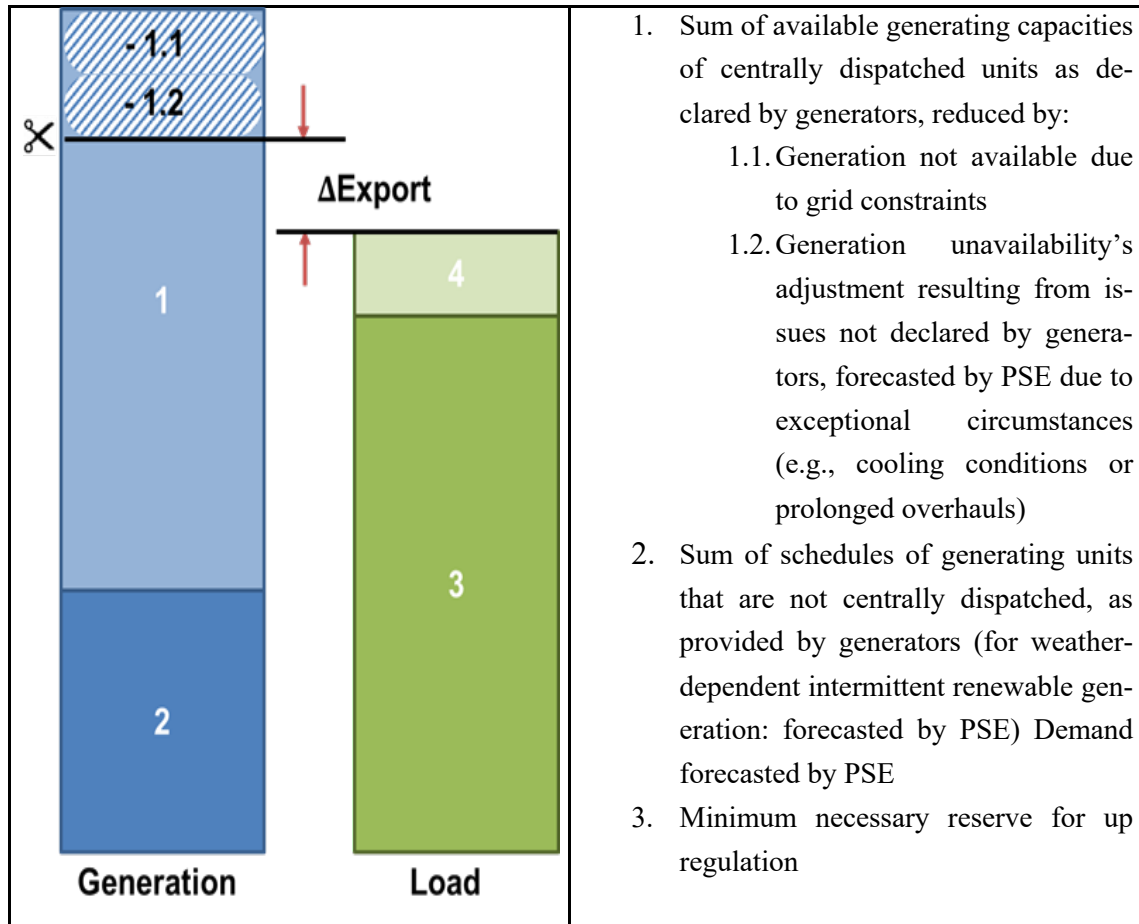 - 1.1
- 1.2
ΔExport
1
4
3
2
Generation
Load
1. Sum of available generating capacities
of centrally dispatched units as de-
clared by generators, reduced by:
1.1. Generation not available due
to grid constraints
1.2. Generation unavailability’s
adjustment resulting from is-
sues not declared by genera-
tors, forecasted by PSE due to
exceptional circumstances
(e.g., cooling conditions or
prolonged overhauls)
2. Sum of schedules of generating units
that are not centrally dispatched, as
provided by generators (for weather-
dependent intermittent renewable gen-
eration: forecasted by PSE) Demand
forecasted by PSE
3. Minimum necessary reserve for up
regulation